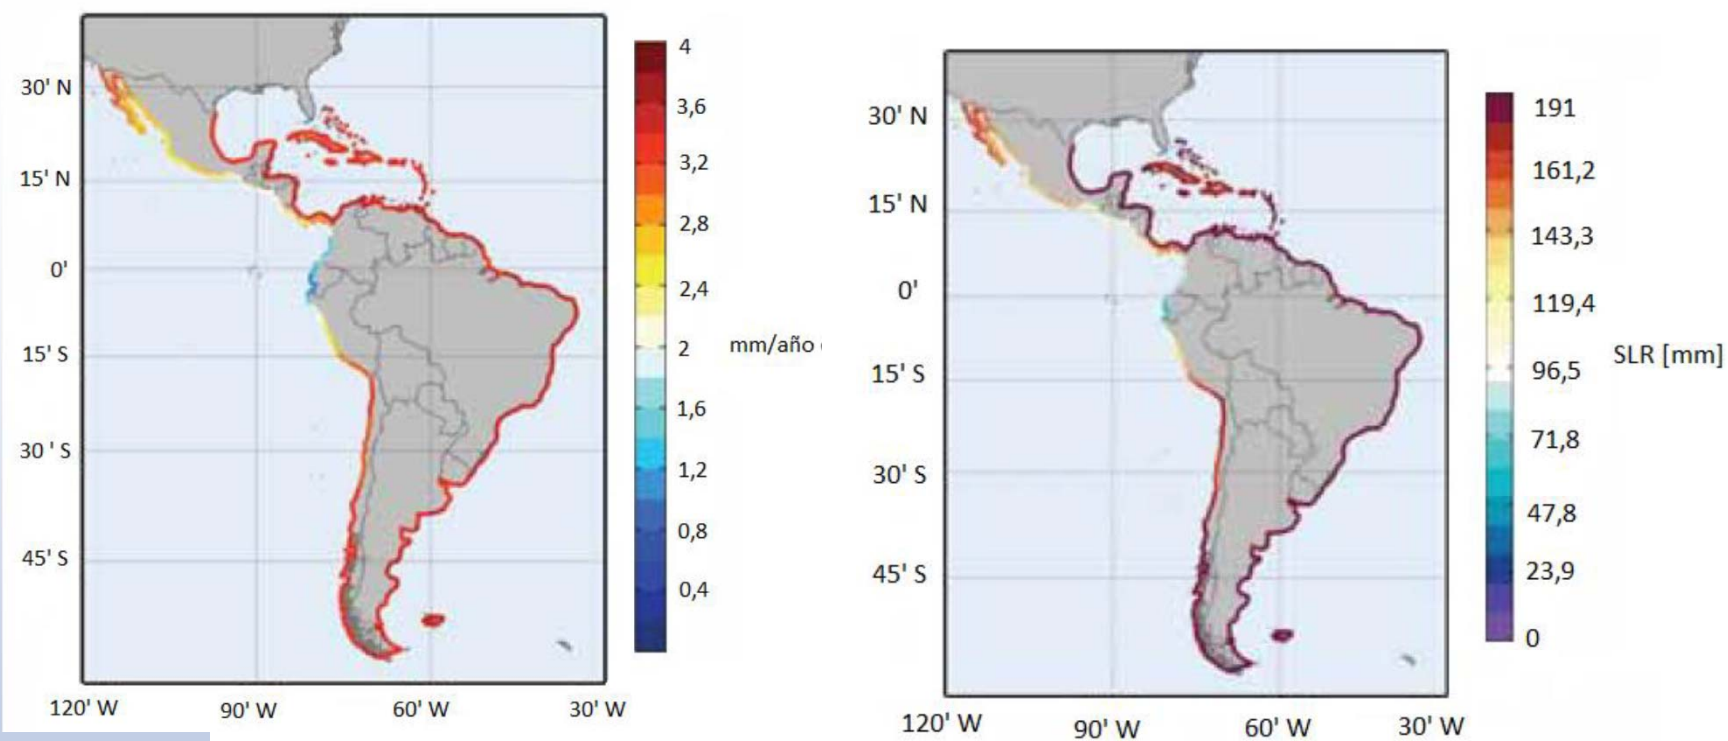 30' N
15' N
0'
15' S
30 ' S
45' S
120' W
90' W
60' W
30' W
4
3,6
3,2
2,8
2,4
2
1,6
1,2
0,8
0,4
mm/año
30' N
15' N
0'
15' S
30' S
45' S
120' W
90' W
60' W
30' W
191
161,2
143,3
119,4
96,5
71,8
47,8
23,9
0
SLR [mm]